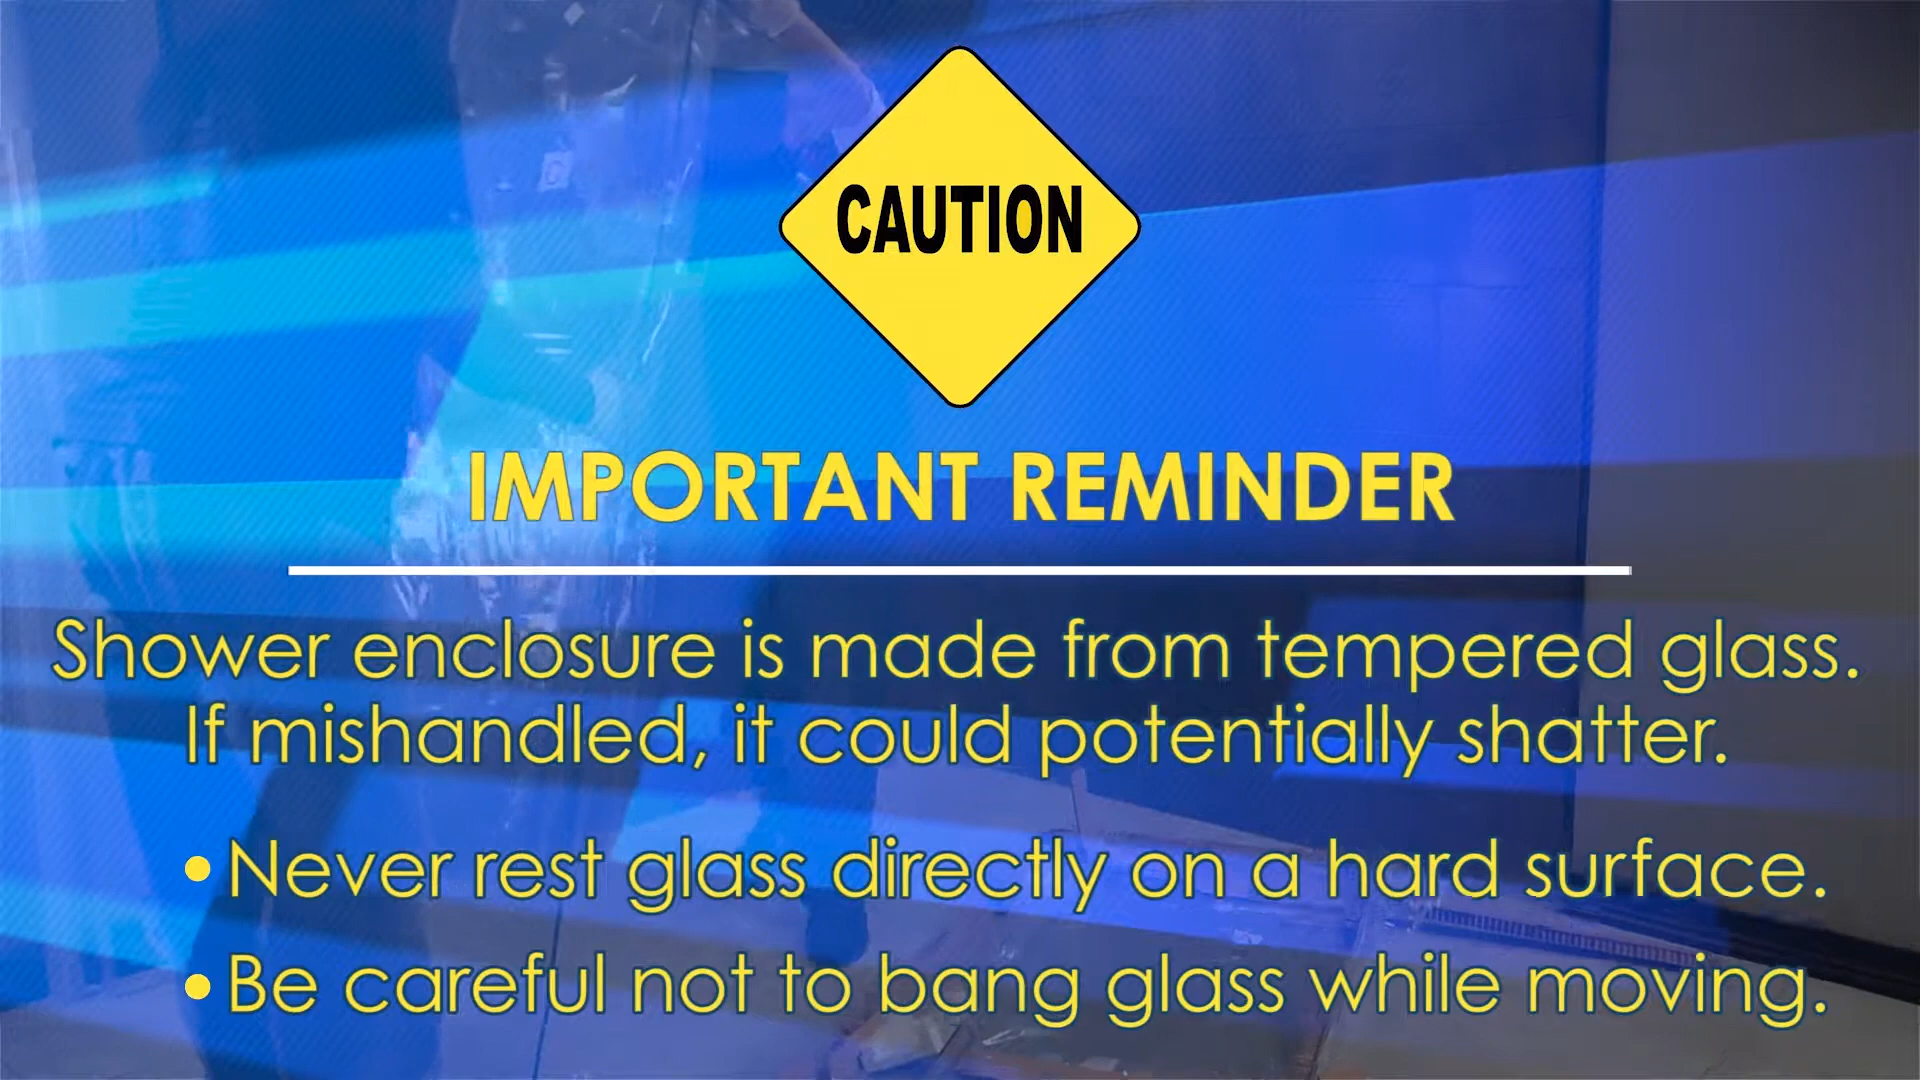 CAUTION
IMPORTANT REMINDER
Shower enclosure is made from tempered glass.
If mishandled, it could potentially shatter.
• Never rest glass directly on a hard surface.
• Be careful not to bang glass while moving.